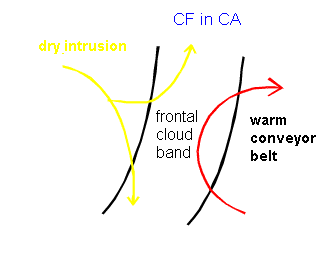 CF in CA
dry intrusion
frontal
cloud
band
warm
conveyor
belt